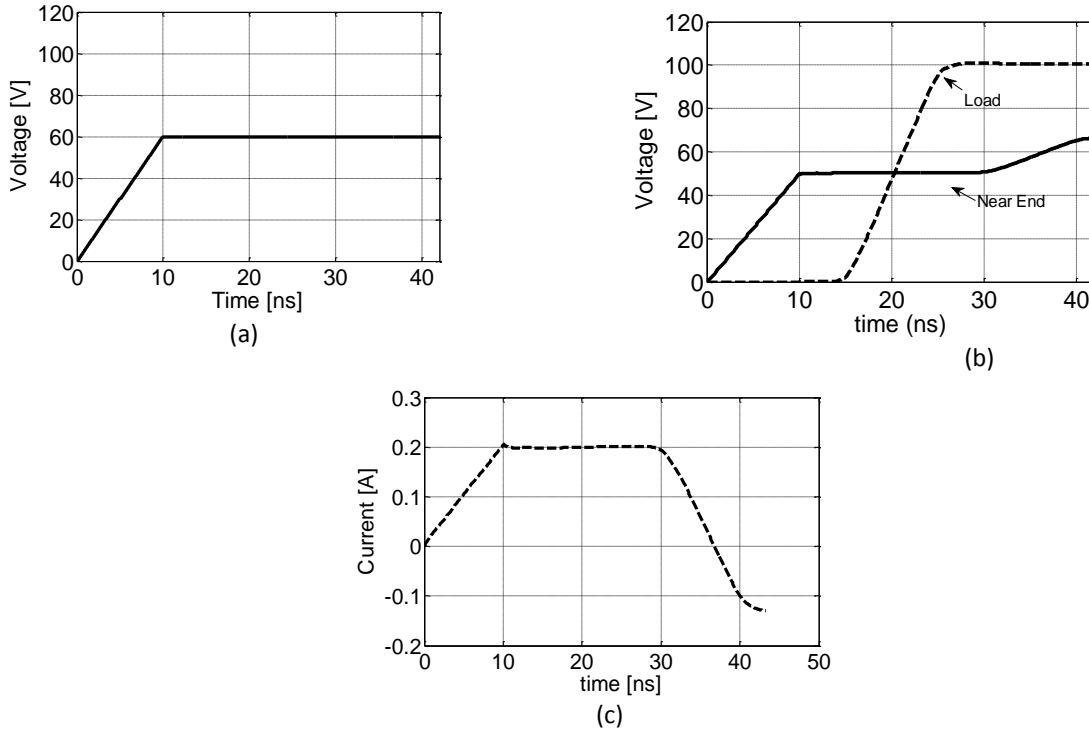 120
100
80
60
40
20
0
Voltage [V]
0 10 20 30 40
Time [ns]
(a)
120
100
80
60
40
20
0
Voltage [V]
Load
Near End
0 10 20 30 40
time (ns)
(b)
0.3
0.2
0.1
0
-0.1
-0.2
Current [A]
0 10 20 30 40 50
time [ns]
(c)